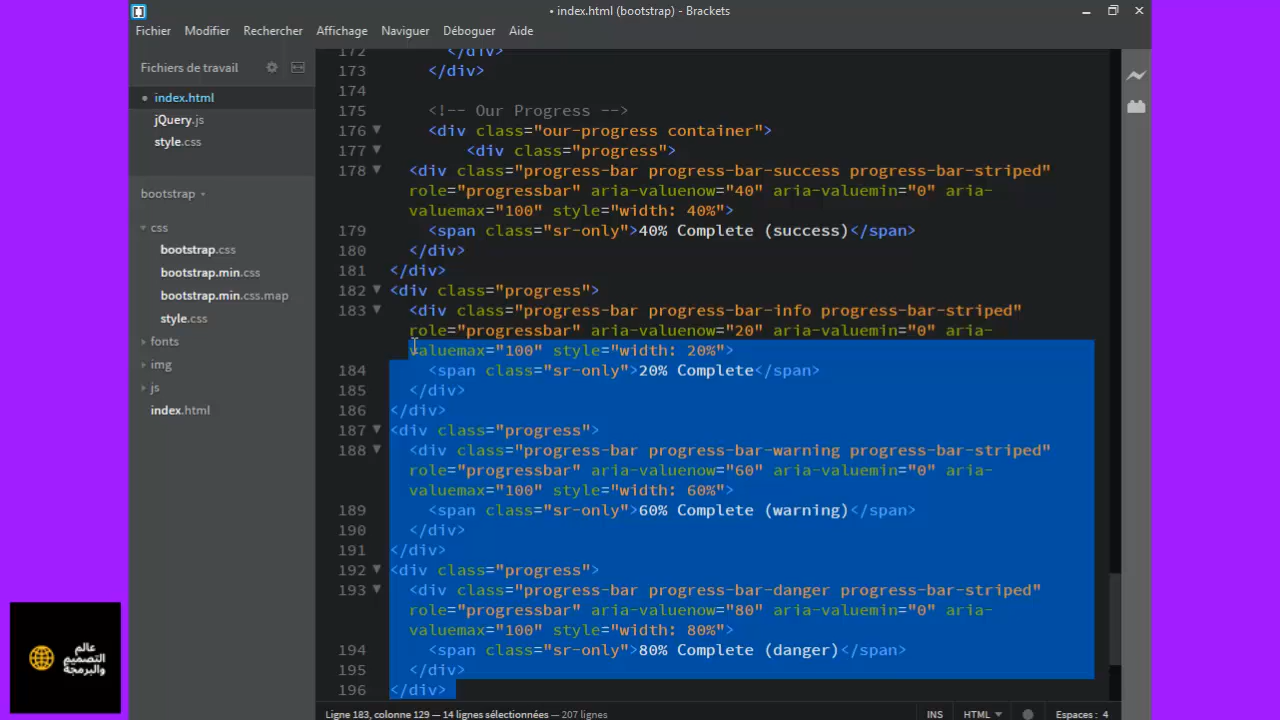 • index.html (bootstrap) - Brackets
Fichier Modifier Rechercher Affichage Naviguer Déboguer Aide
Fichiers de travail
• index.html
jQuery.js
style.css
bootstrap
css
bootstrap.css
bootstrap.min.css
bootstrap.min.css.map
style.css
fonts
img
js
index.html
172 </div>
173 </div>
174
175 <!-- Our Progress -->
176 <div class="our-progress container">
177 <div class="progress">
178 <div class="progress-bar progress-bar-success progress-bar-striped"
role="progressbar" aria-valuenow="40" aria-valuemin="0" aria-
valuemax="100" style="width: 40%">
179 <span class="sr-only">40% Complete (success)</span>
180 </div>
181 </div>
182 <div class="progress">
183 <div class="progress-bar progress-bar-info progress-bar-striped"
role="progressbar" aria-valuenow="20" aria-valuemin="0" aria-
valuemax="100" style="width: 20%">
184 <span class="sr-only">20% Complete</span>
185 </div>
186 </div>
187 <div class="progress">
188 <div class="progress-bar progress-bar-warning progress-bar-striped"
role="progressbar" aria-valuenow="60" aria-valuemin="0" aria-
valuemax="100" style="width: 60%">
189 <span class="sr-only">60% Complete (warning)</span>
190 </div>
191 </div>
192 <div class="progress">
193 <div class="progress-bar progress-bar-danger progress-bar-striped"
role="progressbar" aria-valuenow="80" aria-valuemin="0" aria-
valuemax="100" style="width: 80%">
194 <span class="sr-only">80% Complete (danger)</span>
195 </div>
196 </div>
Ligne 183, colonne 129 — 14 lignes sélectionnées — 207 lignes
INS HTML Espaces : 4
عالم
التصميم
والبرمجة